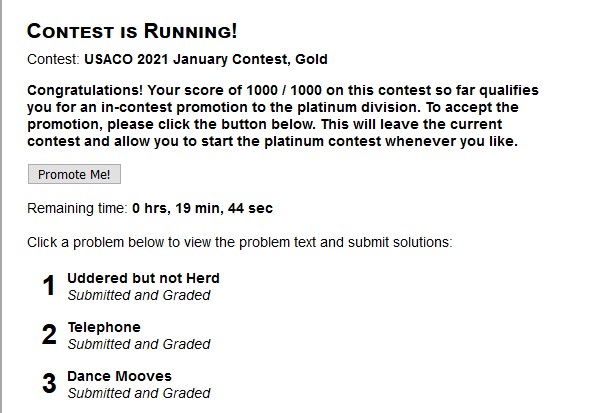 Contest is Running!
Contest: USACO 2021 January Contest, Gold
Congratulations! Your score of 1000 / 1000 on this contest so far qualifies
you for an in-contest promotion to the platinum division. To accept the
promotion, please click the button below. This will leave the current
contest and allow you to start the platinum contest whenever you like.
Promote Me!
Remaining time: 0 hrs, 19 min, 44 sec
Click a problem below to view the problem text and submit solutions:
1 Uddered but not Herd
Submitted and Graded
2 Telephone
Submitted and Graded
3 Dance Mooves
Submitted and Graded